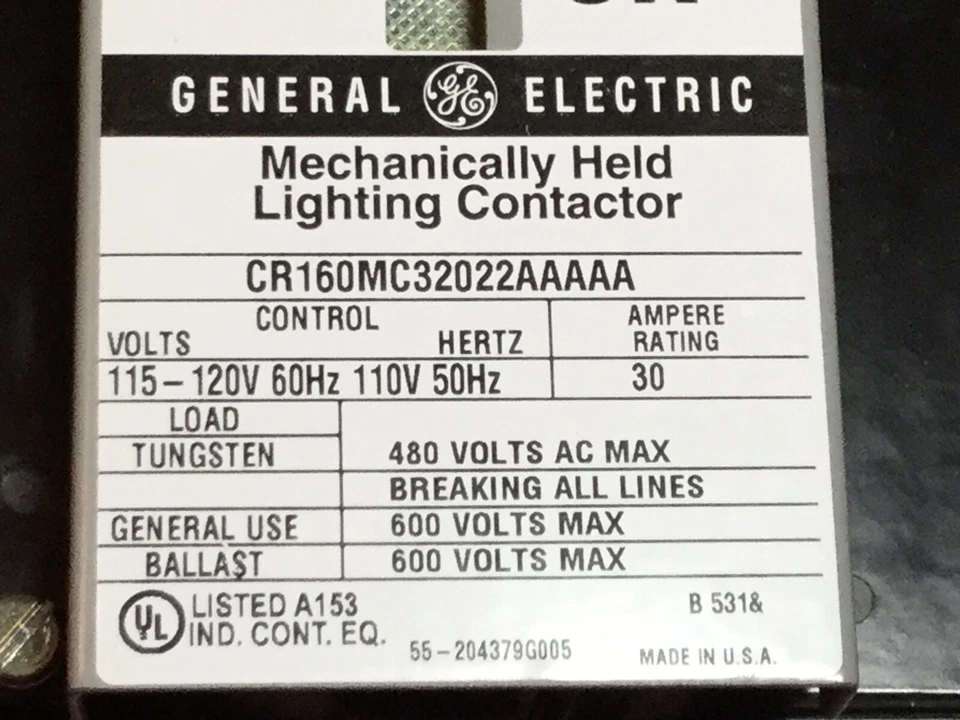 GENERAL GE ELECTRIC
Mechanically Held
Lighting Contactor
CR160MC32022AAAAA
CONTROL
VOLTS HERTZ
AMPERE
RATING
115-120V 60Hz 110V 50Hz 30
LOAD
TUNGSTEN 480 VOLTS AC MAX
BREAKING ALL LINES
GENERAL USE 600 VOLTS MAX
BALLAST 600 VOLTS MAX
UL LISTED A153
IND. CONT. EQ.
B 531&
55-204379G005
MADE IN U.S.A.